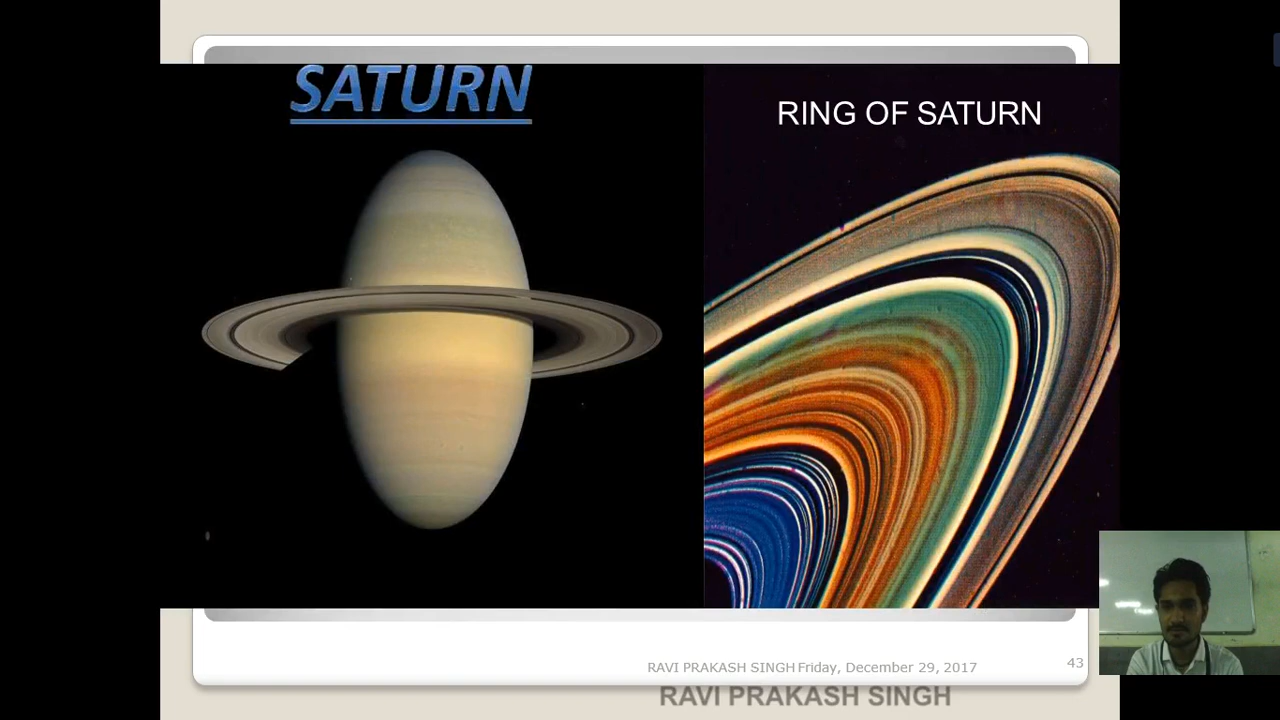 SATURN
RING OF SATURN
RAVI PRAKASH SINGH Friday, December 29, 2017
43
RAVI PRAKASH SINGH